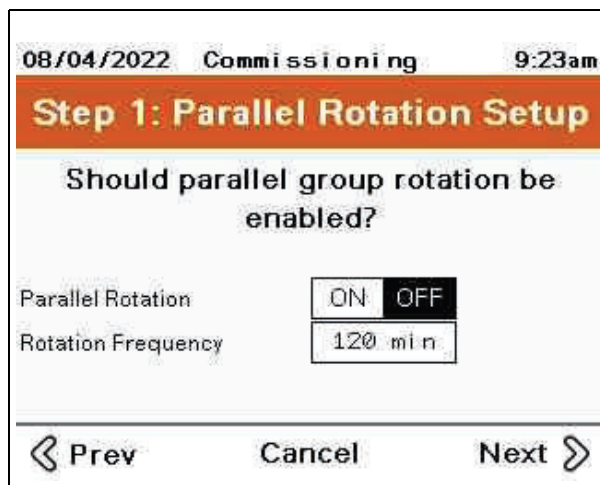 08/04/2022 Commissioning 9:23am
Step 1: Parallel Rotation Setup
Should parallel group rotation be
enabled?
Parallel Rotation ON OFF
Rotation Frequency 120 min
Prev Cancel Next